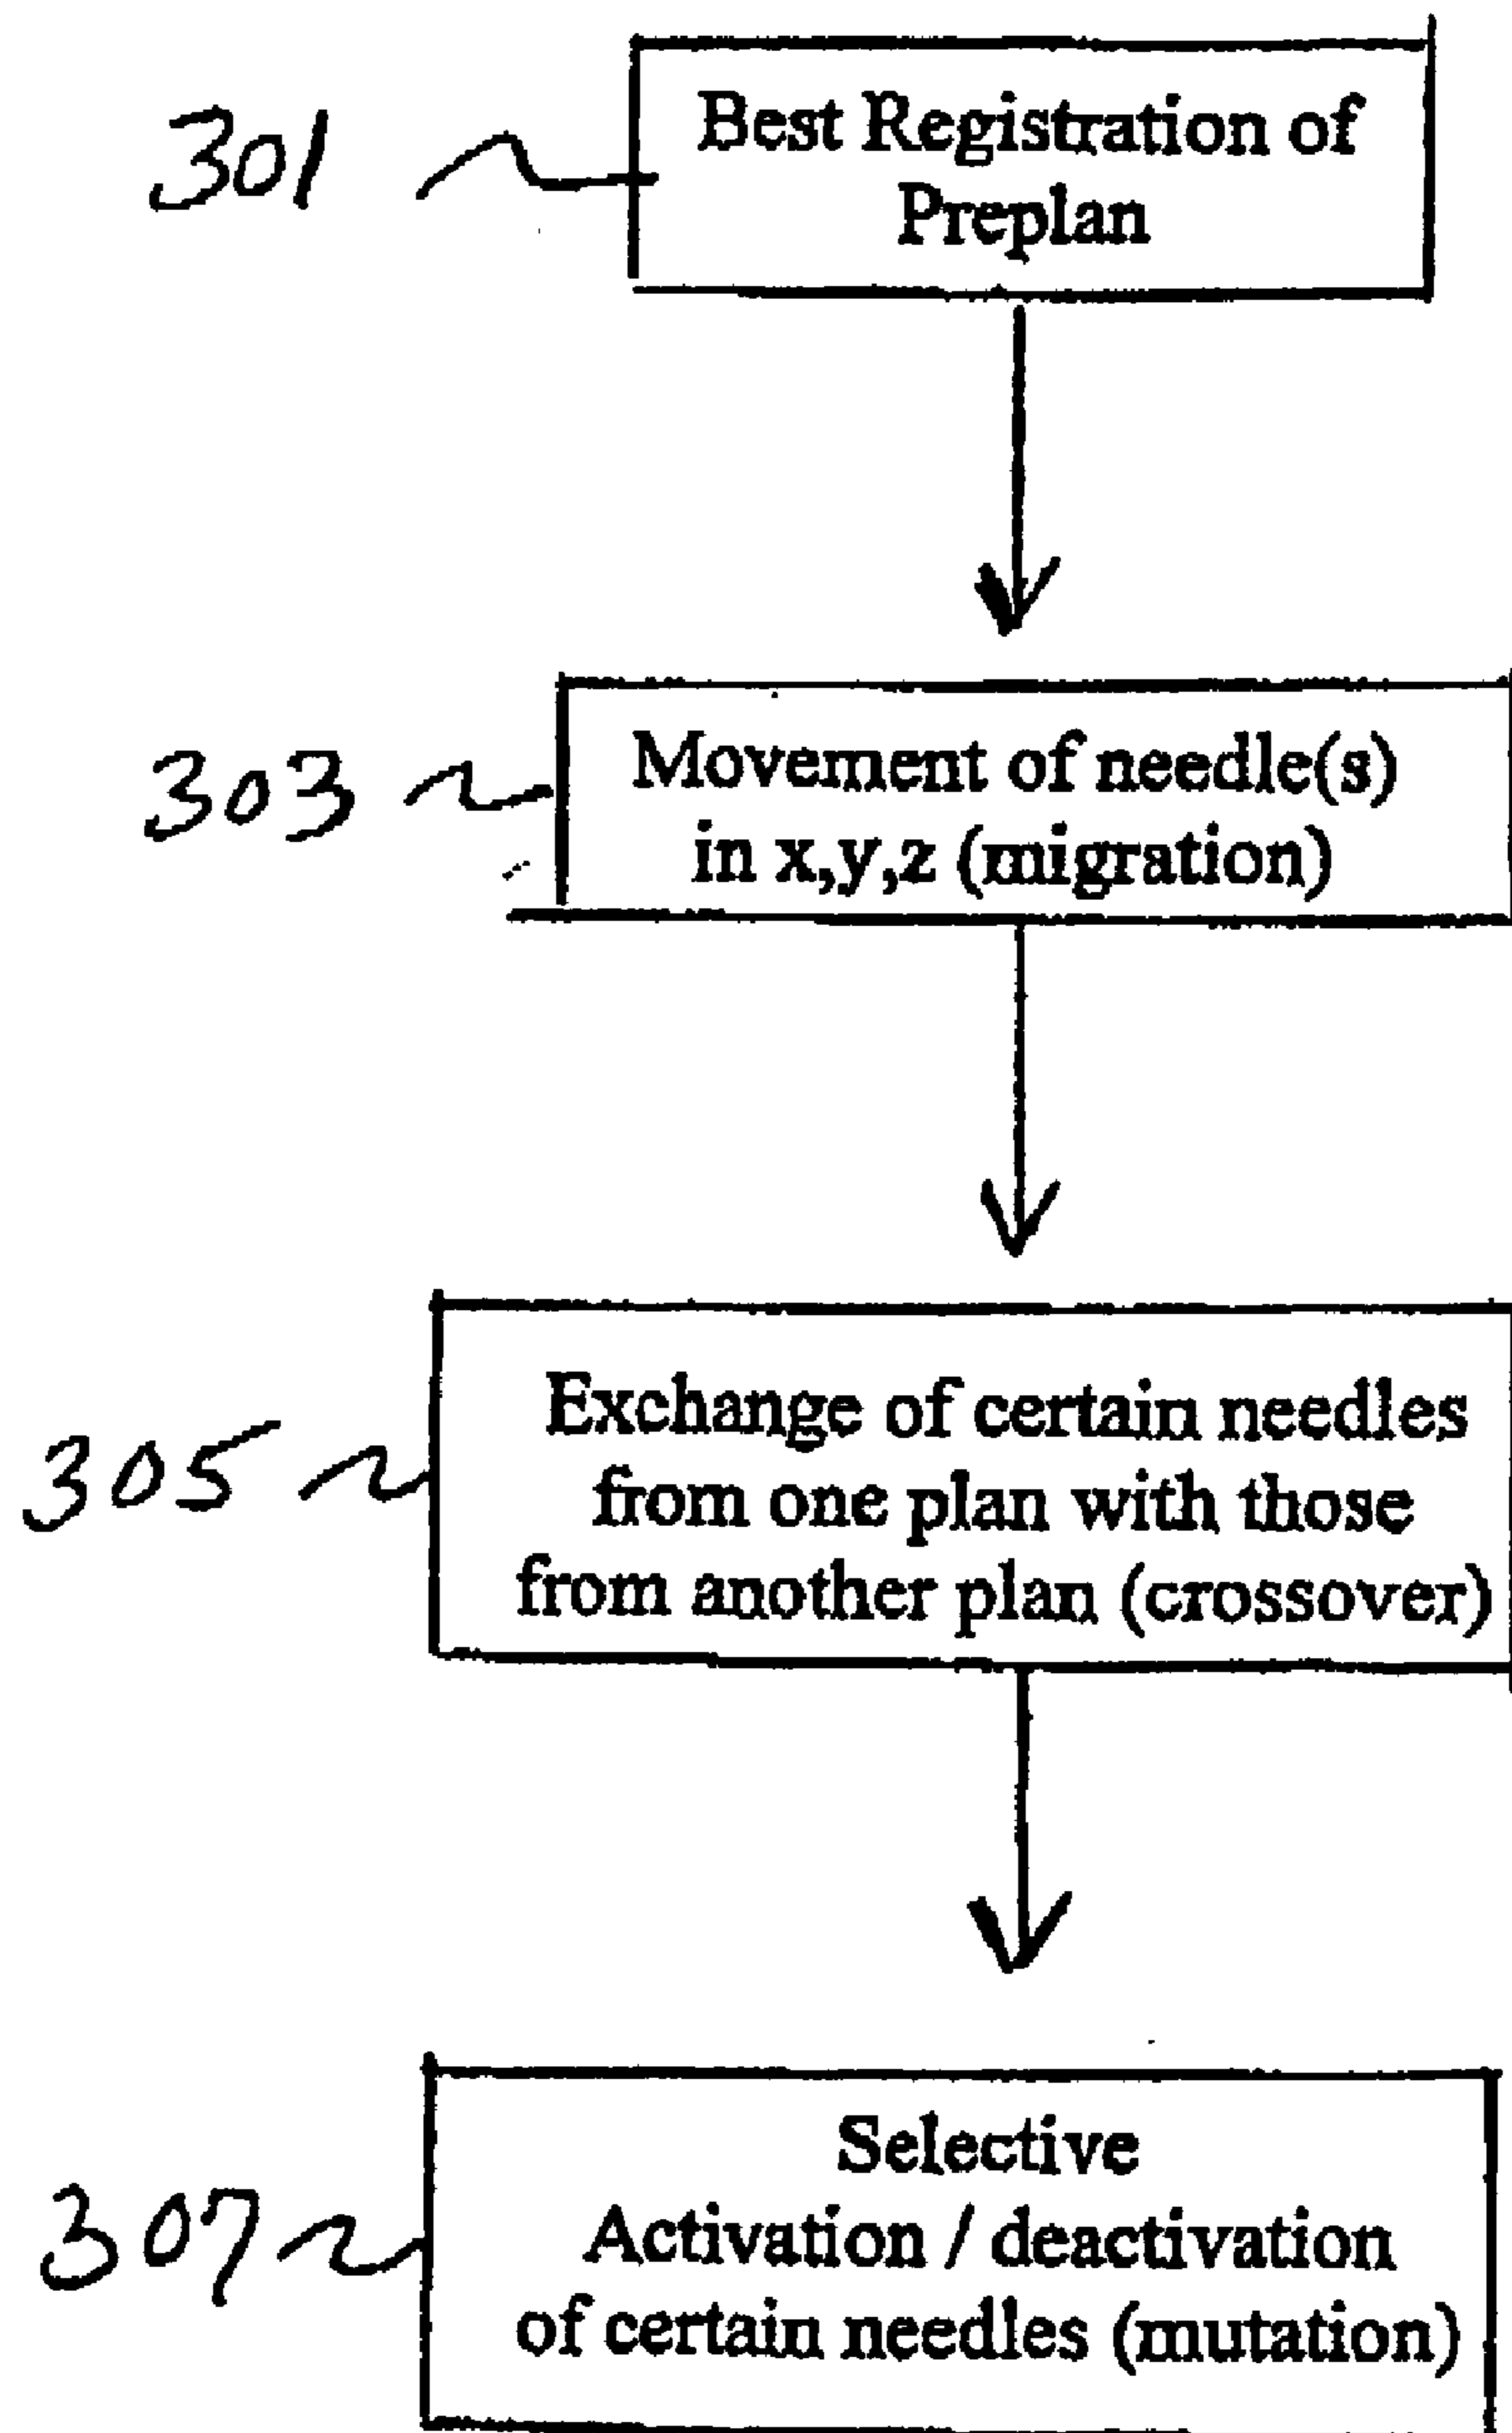 301
Best Registration of
Preplan
303
Movement of needle(s)
in x,y,z (migration)
305
Exchange of certain needles
from one plan with those
from another plan (crossover)
307
Selective
Activation / deactivation
of certain needles (mutation)